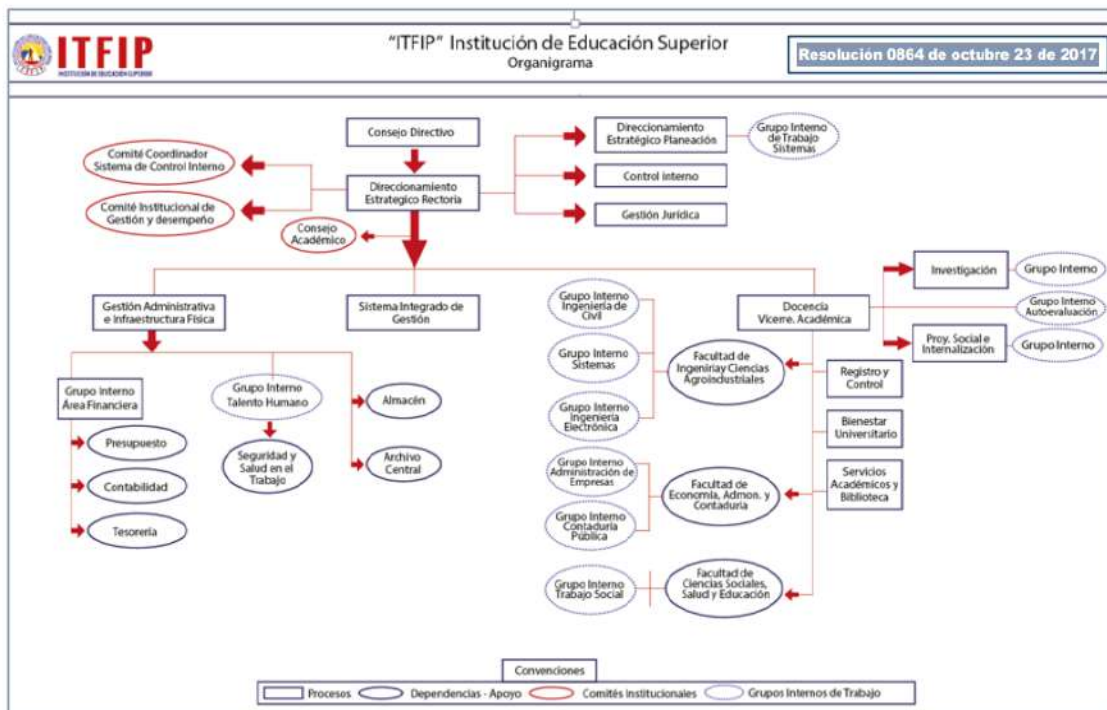 ITFIP
INSTITUCIÓN DE EDUCACIÓN SUPERIOR
"ITFIP" Institución de Educación Superior
Organigrama
Resolución 0864 de octubre 23 de 2017
Consejo Directivo
Direccionamiento
Estratégico Planeación
Grupo Interno
de Trabajo
Sistemas
Comité Coordinador
Sistema de Control Interno
Direccionamiento
Estrategico Rectoría
Control interno
Comité Institucional de
Gestión y desempeño
Gestión Jurídica
Consejo
Académico
Gestión Administrativa
e Infraestructura Física
Sistema Integrado de
Gestión
Docencia
Vicerre. Académica
Investigación
Grupo Interno
Grupo Interno
Autoevaluación
Proy. Social e
Internalización
Grupo Interno
Grupo Interno
Ingeniería de
Civil
Grupo Interno
Sistemas
Grupo Interno
Ingeniería
Electrónica
Facultad de
Ingeniriay Ciencias
Agroindustriales
Registro y
Control
Bienestar
Universitario
Servicios
Académicos y
Biblioteca
Grupo Interno
Área Financiera
Presupuesto
Contabilidad
Tesorería
Grupo Interno
Talento Humano
Seguridad y
Salud en el
Trabajo
Almacén
Archivo
Central
Grupo Interno
Administración de
Empresas
Grupo Interno
Contaduría
Pública
Facultad de
Economía, Admon. y
Contaduría
Grupo Interno
Trabajo Social
Facultad de
Ciencias Sociales,
Salud y Educación
Convenciones
Procesos
Dependencias - Apoyo
Comités institucionales
Grupos Internos de Trabajo